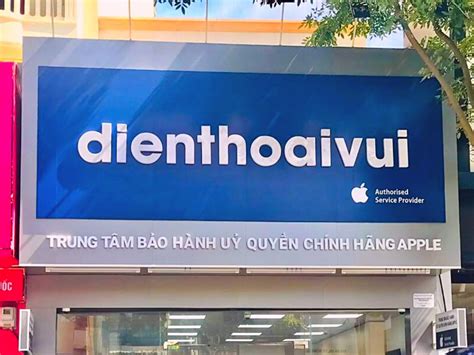 dienthoaivui
Authorised
Service Provider
TRUNG TÂM BẢO HÀNH UỶ QUYỀN CHÍNH HÃNG APPLE